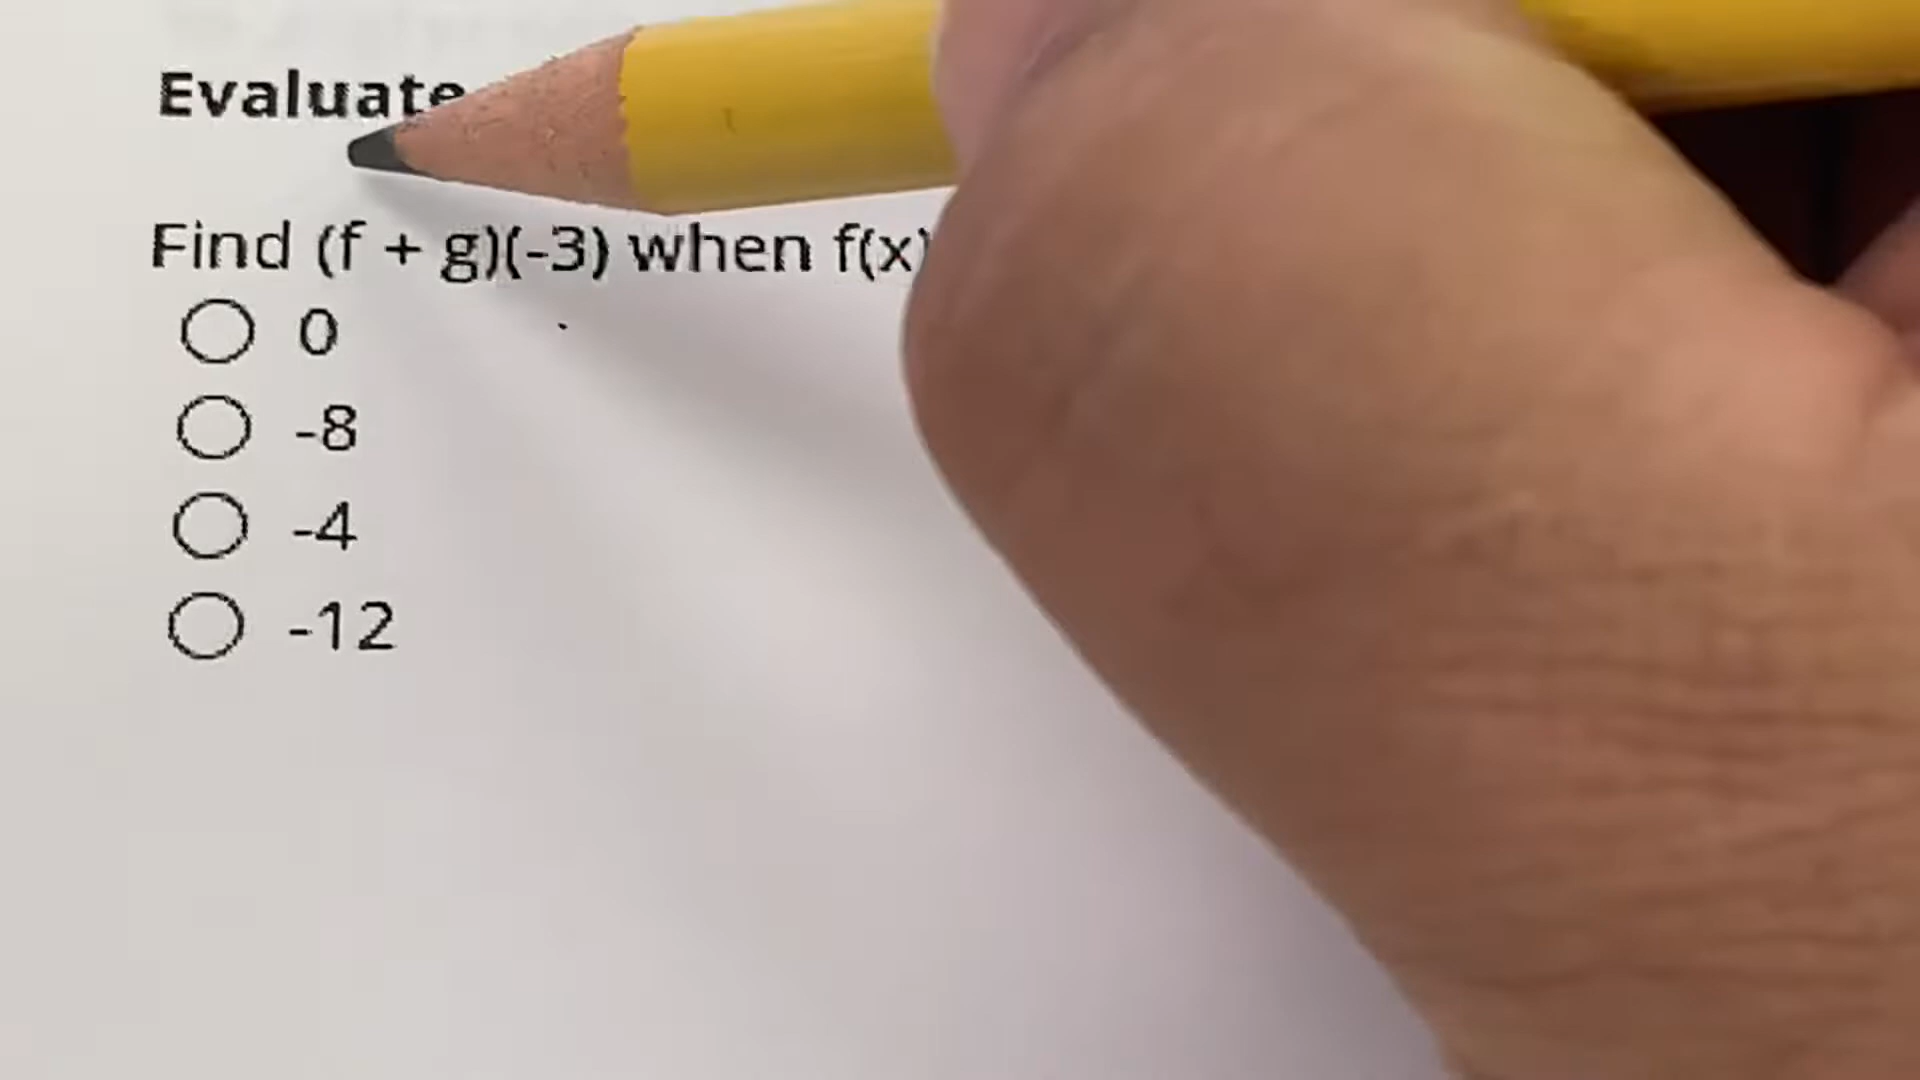 Evaluate
Find (f + g)(-3) when f(x)
0
-8
-4
-12